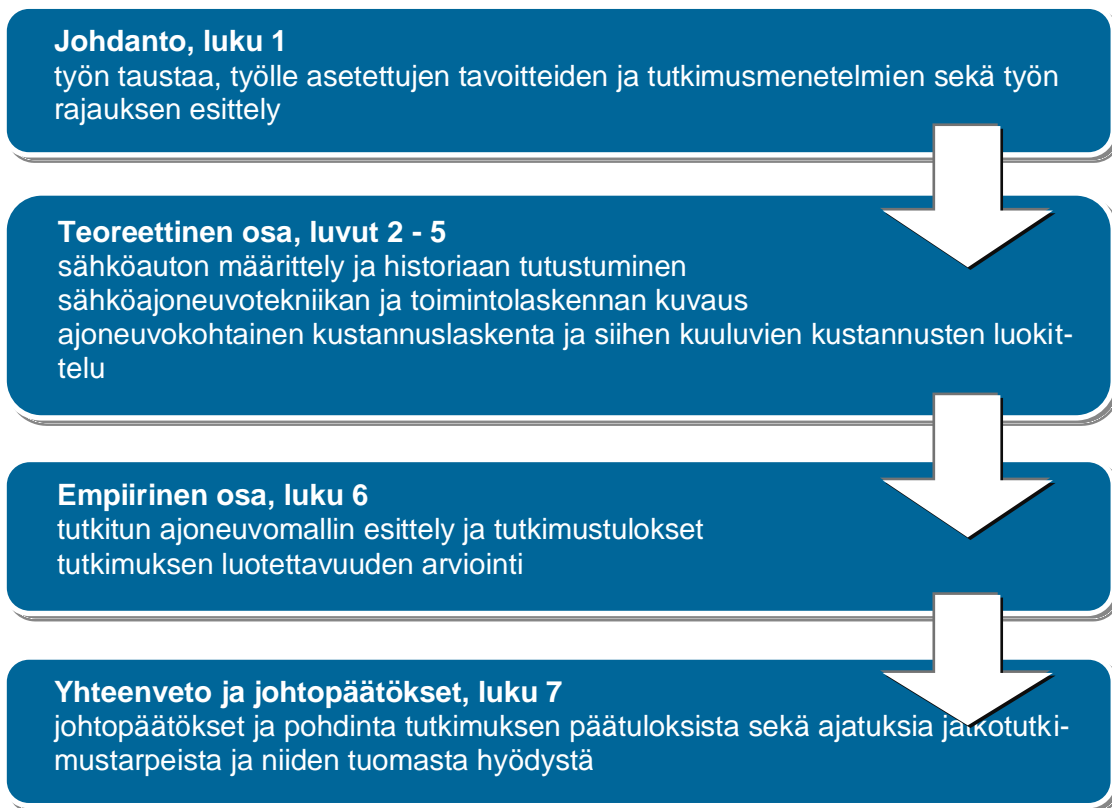 Johdanto, luku 1
työn taustaa, työlle asetettujen tavoitteiden ja tutkimusmenetelmien sekä työn
rajauksen esittely
Teoreettinen osa, luvut 2 - 5
sähköauton määrittely ja historiaan tutustuminen
sähköajoneuvotekniikan ja toimintolaskennan kuvaus
ajoneuvokohtainen kustannuslaskenta ja siihen kuuluvien kustannusten luokit-
telu
Empiirinen osa, luku 6
tutkitun ajoneuvomallin esittely ja tutkimustulokset
tutkimuksen luotettavuuden arviointi
Yhteenveto ja johtopäätökset, luku 7
johtopäätökset ja pohdinta tutkimuksen päätuloksista sekä ajatuksia jatkotutki-
mustarpeista ja niiden tuomasta hyödystä